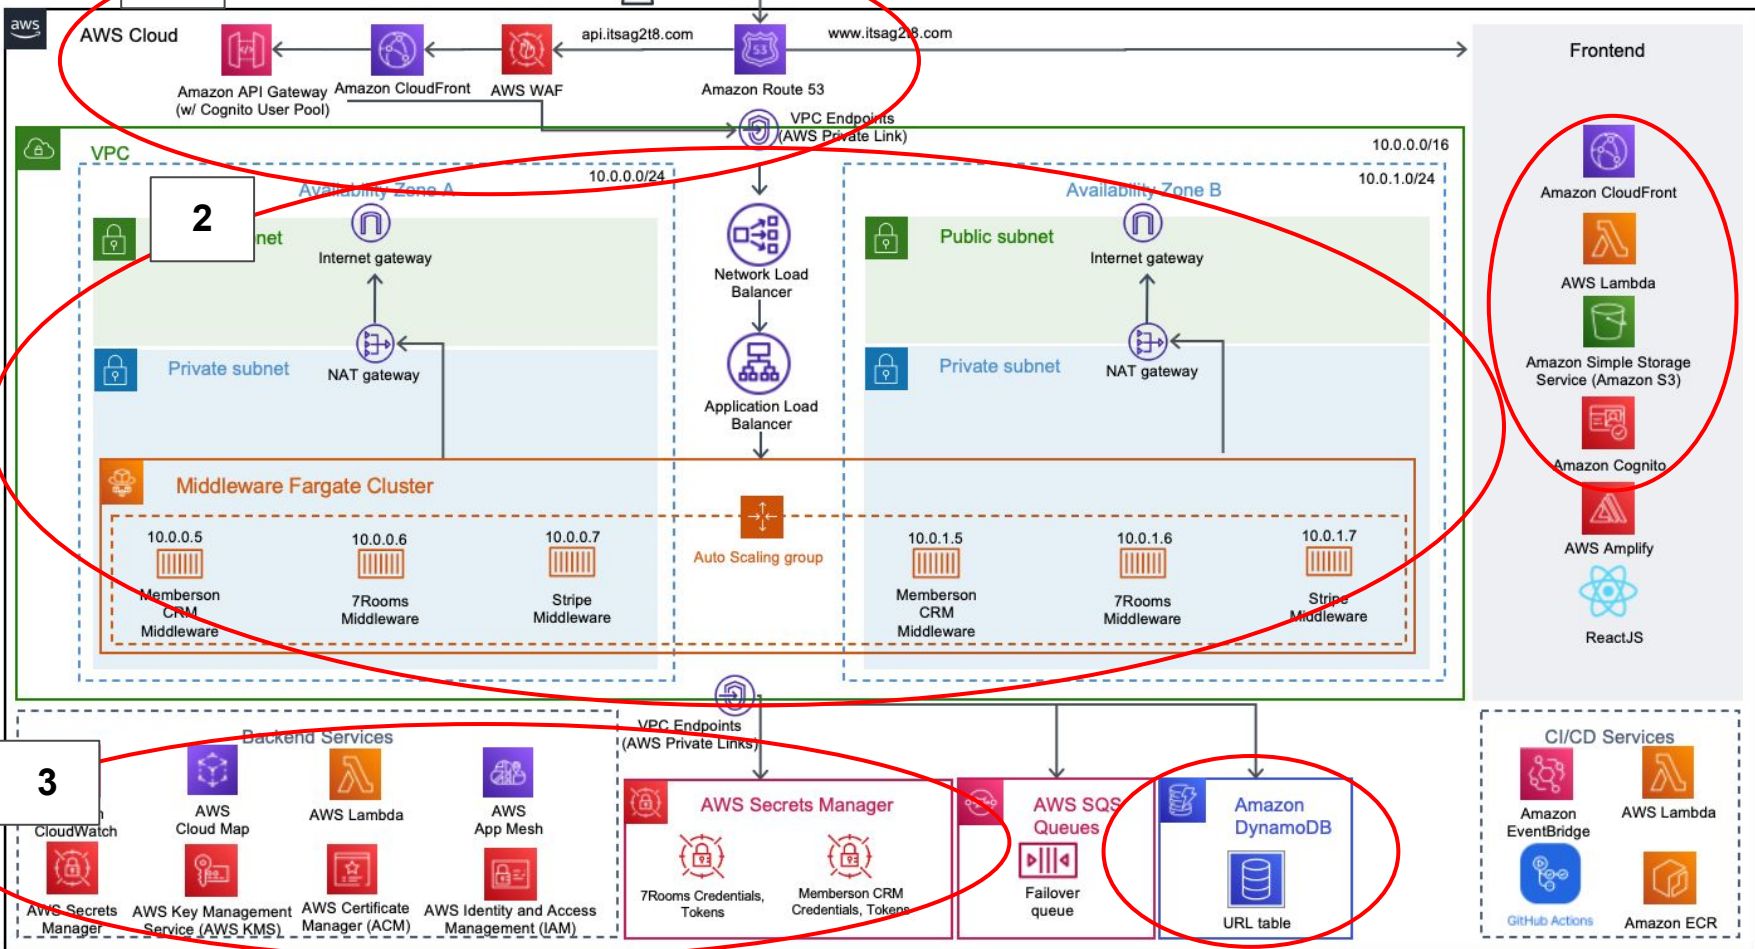 aws
AWS Cloud
api.itsag2t8.com
www.itsag2t8.com
53
Amazon API Gateway
(w/ Cognito User Pool)
Amazon CloudFront
AWS WAF
Amazon Route 53
Frontend
VPC Endpoints
(AWS Private Link)
VPC
10.0.0.0/16
10.0.0.0/24
10.0.1.0/24
Availability Zone A
Availability Zone B
2
net
Internet gateway
Public subnet
Internet gateway
Network Load
Balancer
Private subnet
NAT gateway
Private subnet
NAT gateway
Application Load
Balancer
Middleware Fargate Cluster
10.0.0.5
10.0.0.6
10.0.0.7
Memberson
CRM
Middleware
7Rooms
Middleware
Stripe
Middleware
Auto Scaling group
10.0.1.5
10.0.1.6
10.0.1.7
Memberson
CRM
Middleware
7Rooms
Middleware
Stripe
Middleware
Amazon CloudFront
AWS Lambda
Amazon Simple Storage
Service (Amazon S3)
Amazon Cognito
AWS Amplify
ReactJS
VPC Endpoints
(AWS Private Links)
Backend Services
3
n
CloudWatch
AWS
Cloud Map
AWS Lambda
AWS
App Mesh
AWS Secrets
Manager
AWS Key Management
Service (AWS KMS)
AWS Certificate
Manager (ACM)
AWS Identity and Access
Management (IAM)
AWS Secrets Manager
7Rooms Credentials,
Tokens
Memberson CRM
Credentials, Tokens
AWS SQS
Queues
Failover
queue
Amazon
DynamoDB
URL table
CI/CD Services
Amazon
EventBridge
AWS Lambda
GitHub Actions
Amazon ECR